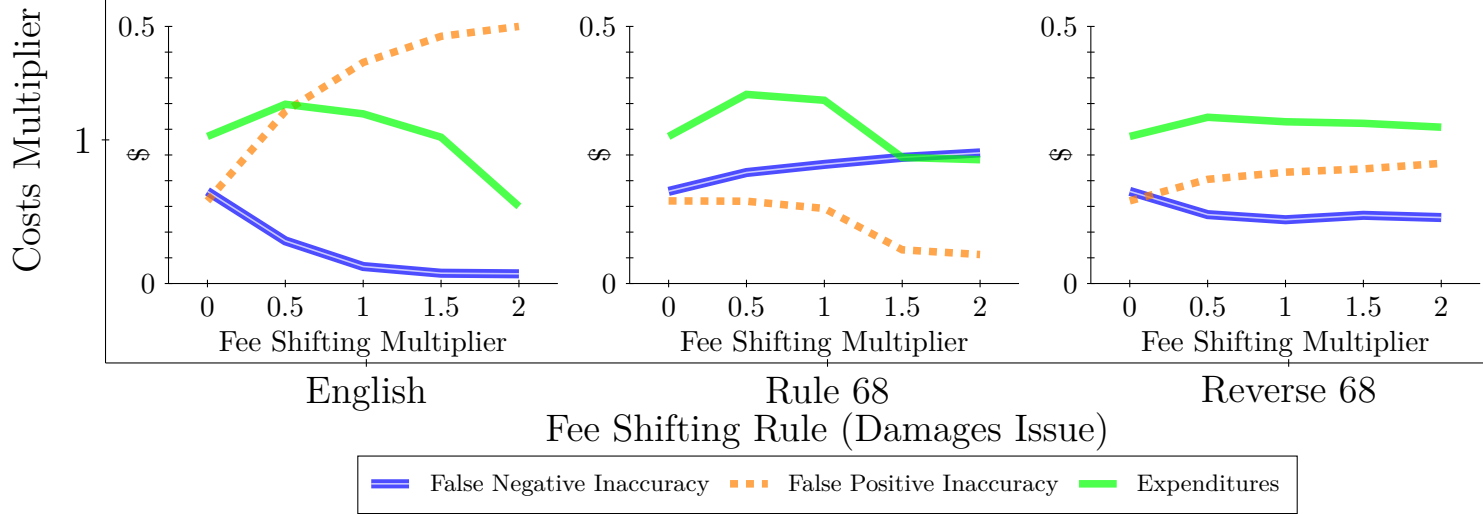 Costs Multiplier
1
0.5
$
0
0 0.5 1 1.5 2
Fee Shifting Multiplier
English
0.5
$
0
0 0.5 1 1.5 2
Fee Shifting Multiplier
Rule 68
0.5
$
0
0 0.5 1 1.5 2
Fee Shifting Multiplier
Reverse 68
Fee Shifting Rule (Damages Issue)
False Negative Inaccuracy False Positive Inaccuracy Expenditures